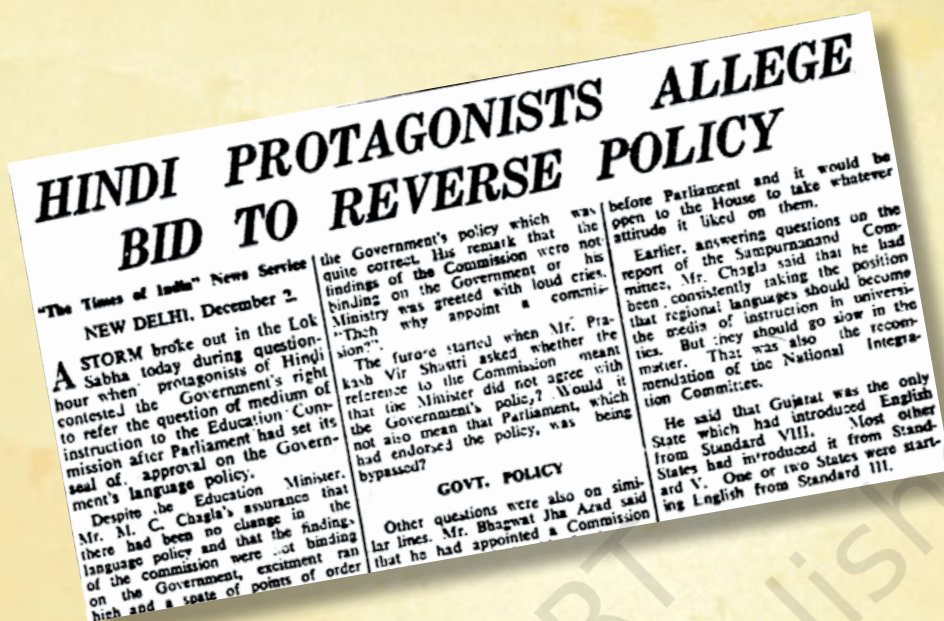 HINDI PROTAGONISTS ALLEGE
BID TO REVERSE POLICY
"The Times of India" News Service
NEW DELHI, December 2.
A STORM broke out in the Lok
Sabha today during question-
hour when protagonists of Hindi
contested the Government's right
to refer the question of medium of
instruction to the Education Com-
mission after Parliament had set its
seal of approval on the Govern-
ment's language policy.
Despite the Education Minister,
Mr. M. C. Chagla's assurance that
there had been no change in the
language policy and that the findings
of the commission were not binding
on the Government, excitment ran
high and a spate of points of order
the Government's policy which was
quite correct. His remark that the
findings of the Commission were not
binding on the Government or his
Ministry was greeted with loud cries,
"Then why appoint a commis-
sion?".
The furore started when Mr. Pra-
kash Vir Shastri asked whether the
reference to the Commission meant
that the Minister did not agree with
the Government's policy? Would it
not also mean that Parliament, which
had endorsed the policy, was being
bypassed?
GOVT. POLICY
Other questions were also on simi-
lar lines. Mr. Bhagwat Jha Azad said
that he had appointed a Commission
before Parliament and it would be
open to the House to take whatever
attitude it liked on them.
Earlier, answering questions on the
report of the Sampurnanand Com-
mittee, Mr. Chagla said that he had
been consistently taking the position
that regional languages should become
the media of instruction in universi-
ties. But they should go slow in the
matter. That was also the recom-
mendation of the National Integra-
tion Committee.
He said that Gujarat was the only
State which had introduced English
from Standard VIII. Most other
States had introduced it from Stand-
ard V. One or two States were start-
ing English from Standard III.